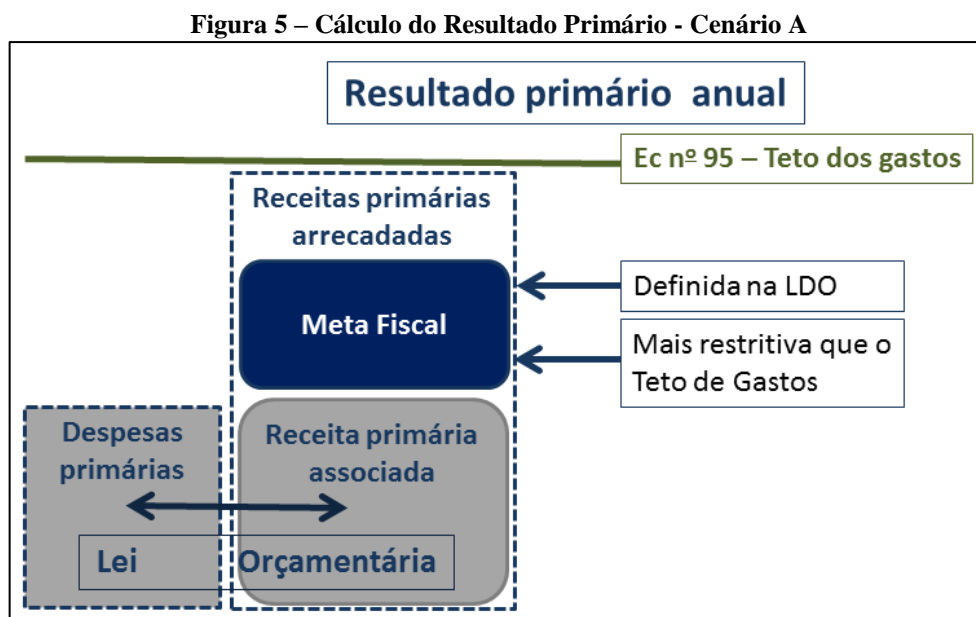 Figura 5 – Cálculo do Resultado Primário - Cenário A
Resultado primário anual
Ec nº 95 – Teto dos gastos
Receitas primárias
arrecadadas
Meta Fiscal
Definida na LDO
Mais restritiva que o
Teto de Gastos
Despesas
primárias
Receita primária
associada
Lei Orçamentária